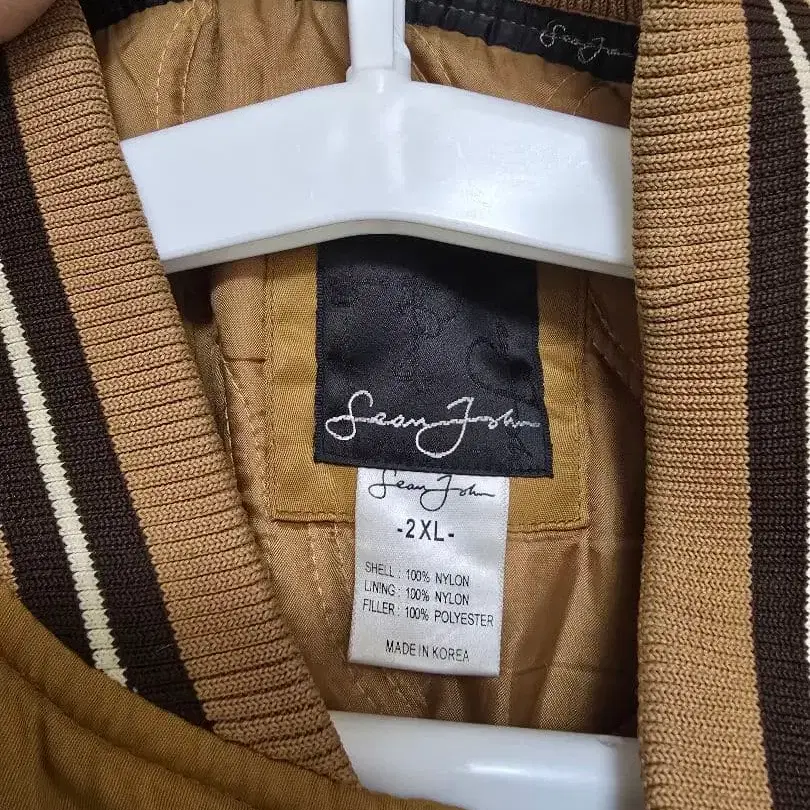 Sean John
Sean John
Sean John
-2XL-
SHELL : 100% NYLON
LINING : 100% NYLON
FILLER : 100% POLYESTER
MADE IN KOREA